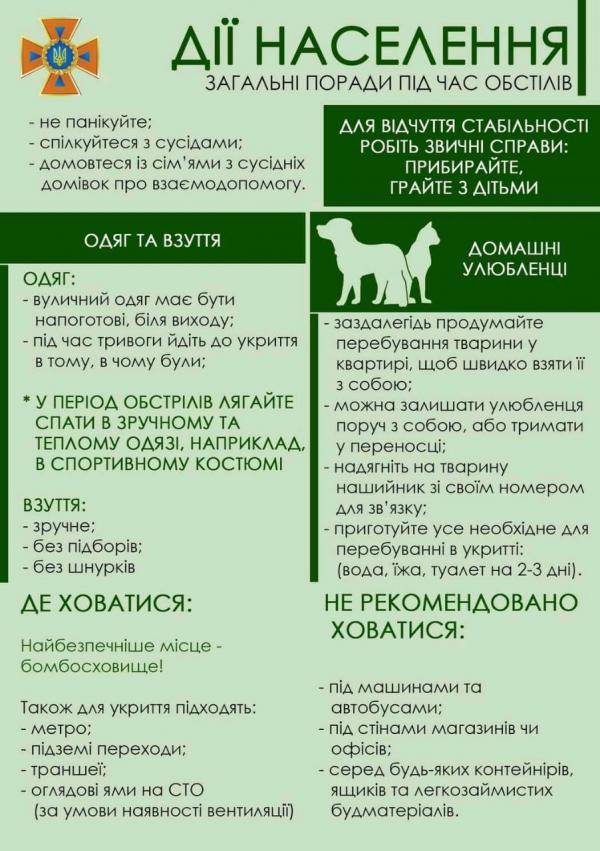 ДІЇ НАСЕЛЕННЯ
ЗАГАЛЬНІ ПОРАДИ ПІД ЧАС ОБСТІЛІВ
- не панікуйте;
- спілкуйтеся з сусідами;
- домовтеся із сім’ями з сусідніх
домівок про взаємодопомогу.
ДЛЯ ВІДЧУТТЯ СТАБІЛЬНОСТІ
РОБІТЬ ЗВИЧНІ СПРАВИ:
ПРИБИРАЙТЕ,
ГРАЙТЕ З ДІТЬМИ
ОДЯГ ТА ВЗУТТЯ
ОДЯГ:
- вуличний одяг має бути
напоготові, біля виходу;
- під час тривоги йдіть до укриття
в тому, в чому були;
* У ПЕРІОД ОБСТРІЛІВ ЛЯГАЙТЕ
СПАТИ В ЗРУЧНОМУ ТА
ТЕПЛОМУ ОДЯЗІ, НАПРИКЛАД,
В СПОРТИВНОМУ КОСТЮМІ
ВЗУТТЯ:
- зручне;
- без підборів;
- без шнурків
ДОМАШНІ
УЛЮБЛЕНЦІ
- заздалегідь продумайте
перебування тварини у
квартирі, щоб швидко взяти її
з собою;
- можна залишати улюбленця
поруч з собою, або тримати
у переносці;
- надягніть на тварину
нашийник зі своїм номером
для зв’язку;
- приготуйте усе необхідне для
перебуванні в укритті:
(вода, їжа, туалет на 2-3 дні).
ДЕ ХОВАТИСЯ:
Найбезпечніше місце -
бомбосховище!
Також для укриття підходять:
- метро;
- підземі переходи;
- траншеї;
- оглядові ями на СТО
(за умови наявності вентиляції)
НЕ РЕКОМЕНДОВАНО
ХОВАТИСЯ:
- під машинами та
автобусами;
- під стінами магазинів чи
офісів;
- серед будь-яких контейнірів,
ящиків та легкозаймистих
будматеріалів.